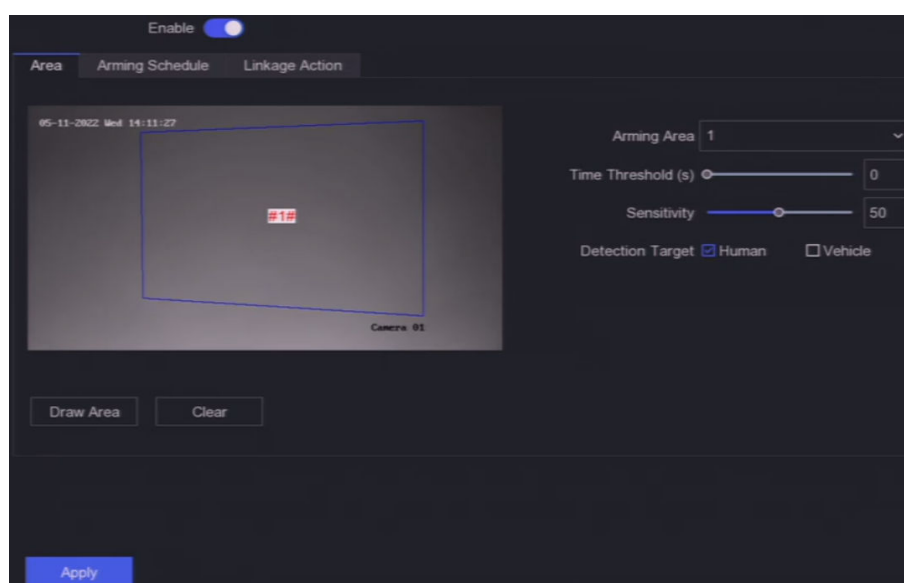 Enable
Area Arming Schedule Linkage Action
05-11-2022 Wed 14:11:27
#1#
Camera 01
Arming Area 1
Time Threshold (s) 0
Sensitivity 50
Detection Target Human Vehicle
Draw Area Clear
Apply